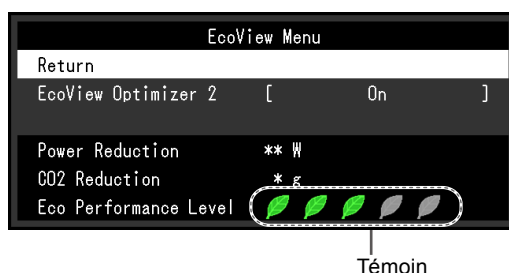 EcoView Menu
Return
EcoView Optimizer 2 [ On ]
Power Reduction ** W
CO2 Reduction * g
Eco Performance Level
Témoin